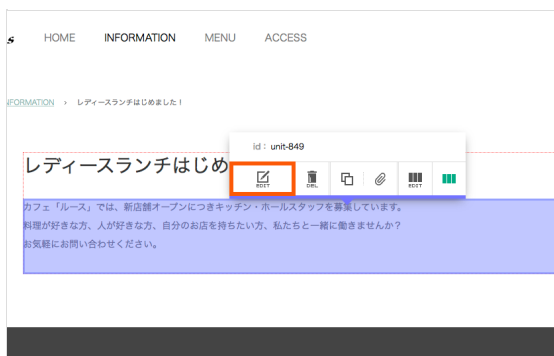 HOME INFORMATION MENU ACCESS
INFORMATION › レディースランチはじめました！
id : unit-849
レディースランチはじめ
EDIT DEL EDIT
カフェ「ルース」では、新店舗オープンにつきキッチン・ホールスタッフを募集しています。
料理が好きな方、人が好きな方、自分のお店を持ちたい方、私たちと一緒に働きませんか？
お気軽にお問い合わせください。